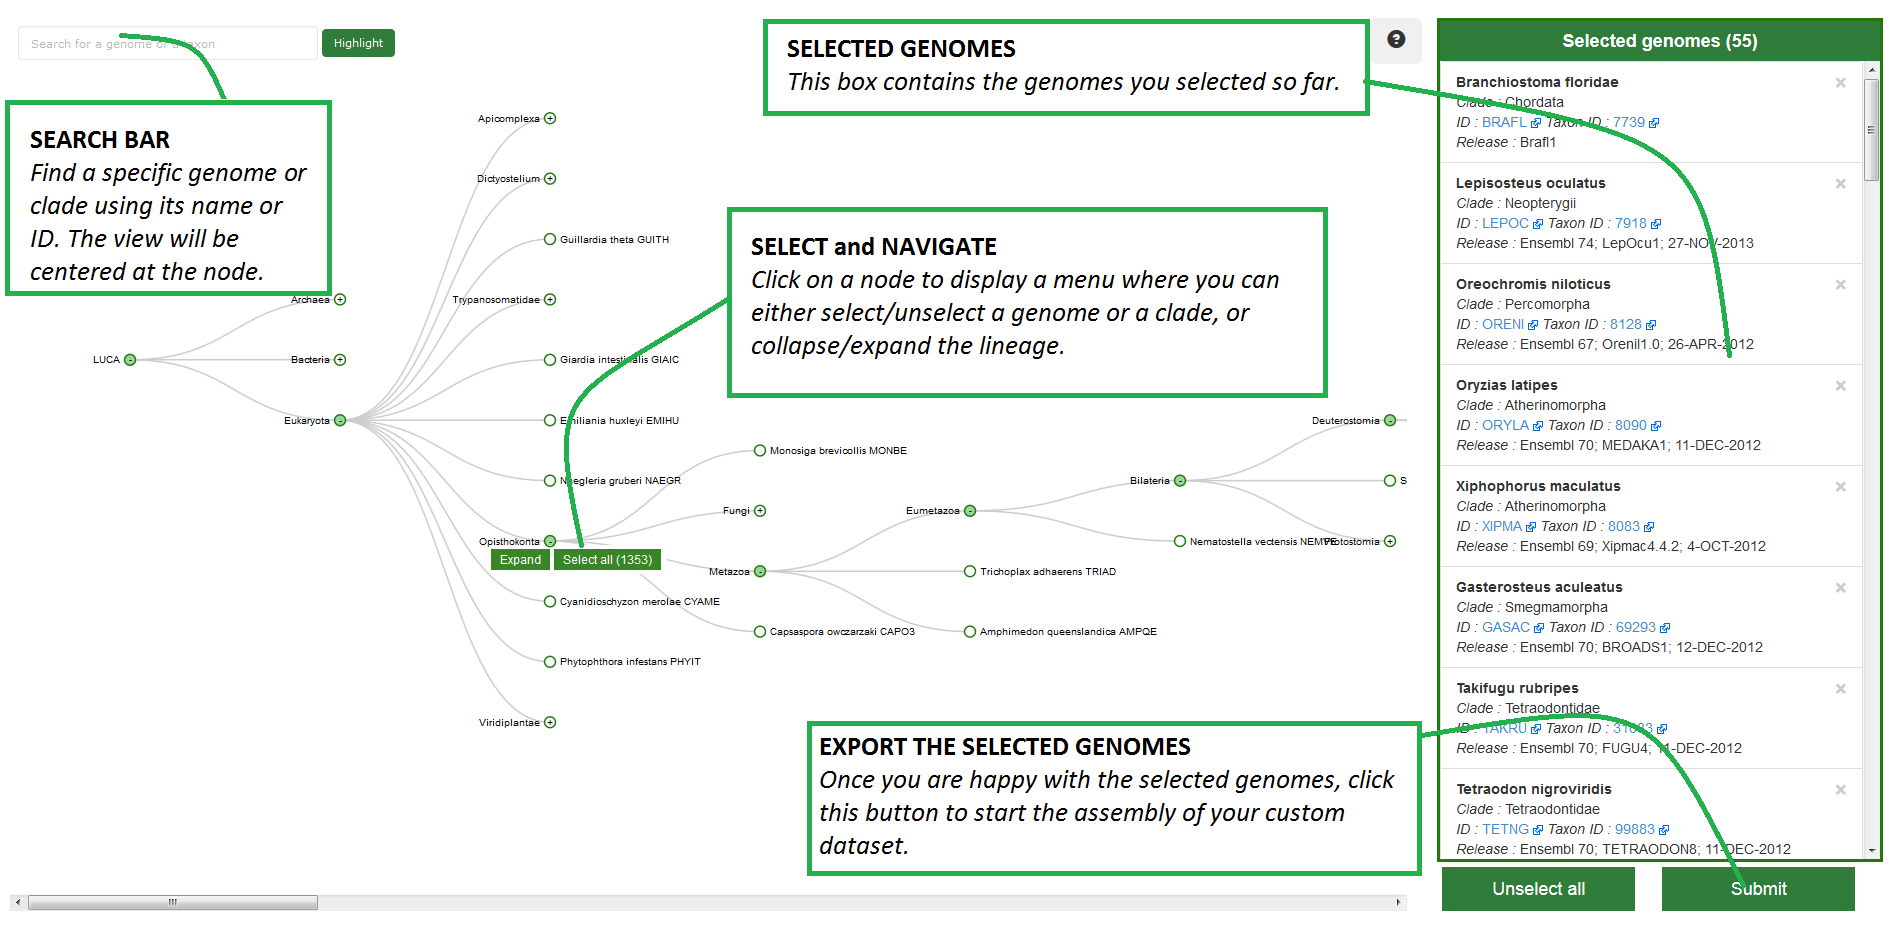 Search for a genome or a taxon
Highlight
SEARCH BAR
Find a specific genome or
clade using its name or
ID. The view will be
centered at the node.
SELECTED GENOMES
This box contains the genomes you selected so far.
?
SELECT and NAVIGATE
Click on a node to display a menu where you can
either select/unselect a genome or a clade, or
collapse/expand the lineage.
EXPORT THE SELECTED GENOMES
Once you are happy with the selected genomes, click
this button to start the assembly of your custom
dataset.
LUCA
Archaea
Bacteria
Eukaryota
Apicomplexa
Dictyostelium
Guillardia theta GUITH
Trypanosomatidae
Giardia intestinalis GIAIC
Emiliania huxleyi EMIHU
Naegleria gruberi NAEGR
Opisthokonta
Expand
Select all (1353)
Cyanidioschyzon merolae CYAME
Phytophthora infestans PHYIT
Viridiplantae
Monosiga brevicollis MONBE
Fungi
Metazoa
Capsaspora owczarzaki CAPO3
Eumetazoa
Trichoplax adhaerens TRIAD
Amphimedon queenslandica AMPQE
Bilateria
Nematostella vectensis NEMVE
Deuterostomia
S
Protostomia
Selected genomes (55)
Branchiostoma floridae
Clade : Chordata
ID : BRAFL Taxon ID : 7739
Release : Brafl1
Lepisosteus oculatus
Clade : Neopterygii
ID : LEPOC Taxon ID : 7918
Release : Ensembl 74; LepOcu1; 27-NOV-2013
Oreochromis niloticus
Clade : Percomorpha
ID : ORENI Taxon ID : 8128
Release : Ensembl 67; Orenil1.0; 26-APR-2012
Oryzias latipes
Clade : Atherinomorpha
ID : ORYLA Taxon ID : 8090
Release : Ensembl 70; MEDAKA1; 11-DEC-2012
Xiphophorus maculatus
Clade : Atherinomorpha
ID : XIPMA Taxon ID : 8083
Release : Ensembl 69; Xipmac4.4.2; 4-OCT-2012
Gasterosteus aculeatus
Clade : Smegmamorpha
ID : GASAC Taxon ID : 69293
Release : Ensembl 70; BROADS1; 12-DEC-2012
Takifugu rubripes
Clade : Tetraodontidae
ID : TAKRU Taxon ID : 31033
Release : Ensembl 70; FUGU4; 11-DEC-2012
Tetraodon nigroviridis
Clade : Tetraodontidae
ID : TETNG Taxon ID : 99883
Release : Ensembl 70; TETRAODON8; 11-DEC-2012
Unselect all
Submit